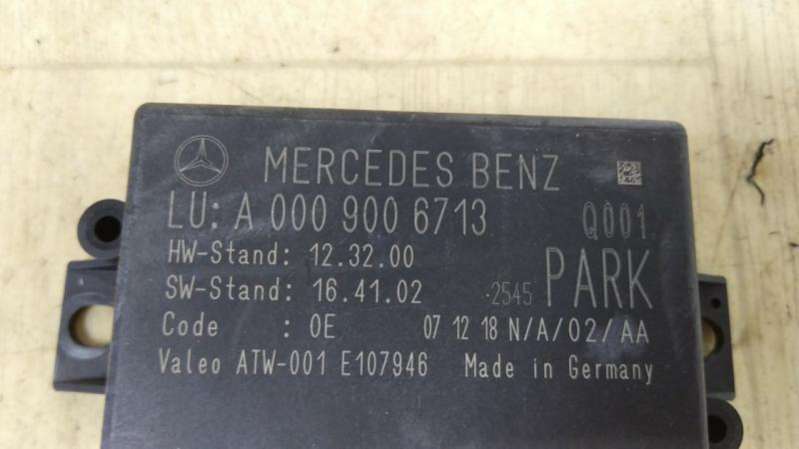 MERCEDES BENZ
LU: A 000 900 6713 Q001
HW-Stand: 12.32.00
SW-Stand: 16.41.02 .2545 PARK
Code : 0E 07 12 18 N/A/02/AA
Valeo ATW-001 E107946 Made in Germany